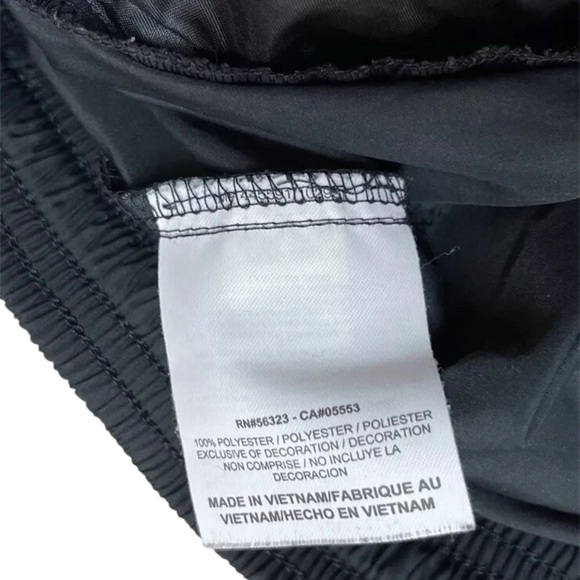 RN#56323 - CA#05553
100% POLYESTER / POLYESTER / POLIESTER
EXCLUSIVE OF DECORATION / DECORATION
NON COMPRISE / NO INCLUYE LA
DECORACION
MADE IN VIETNAM/FABRIQUE AU
VIETNAM/HECHO EN VIETNAM